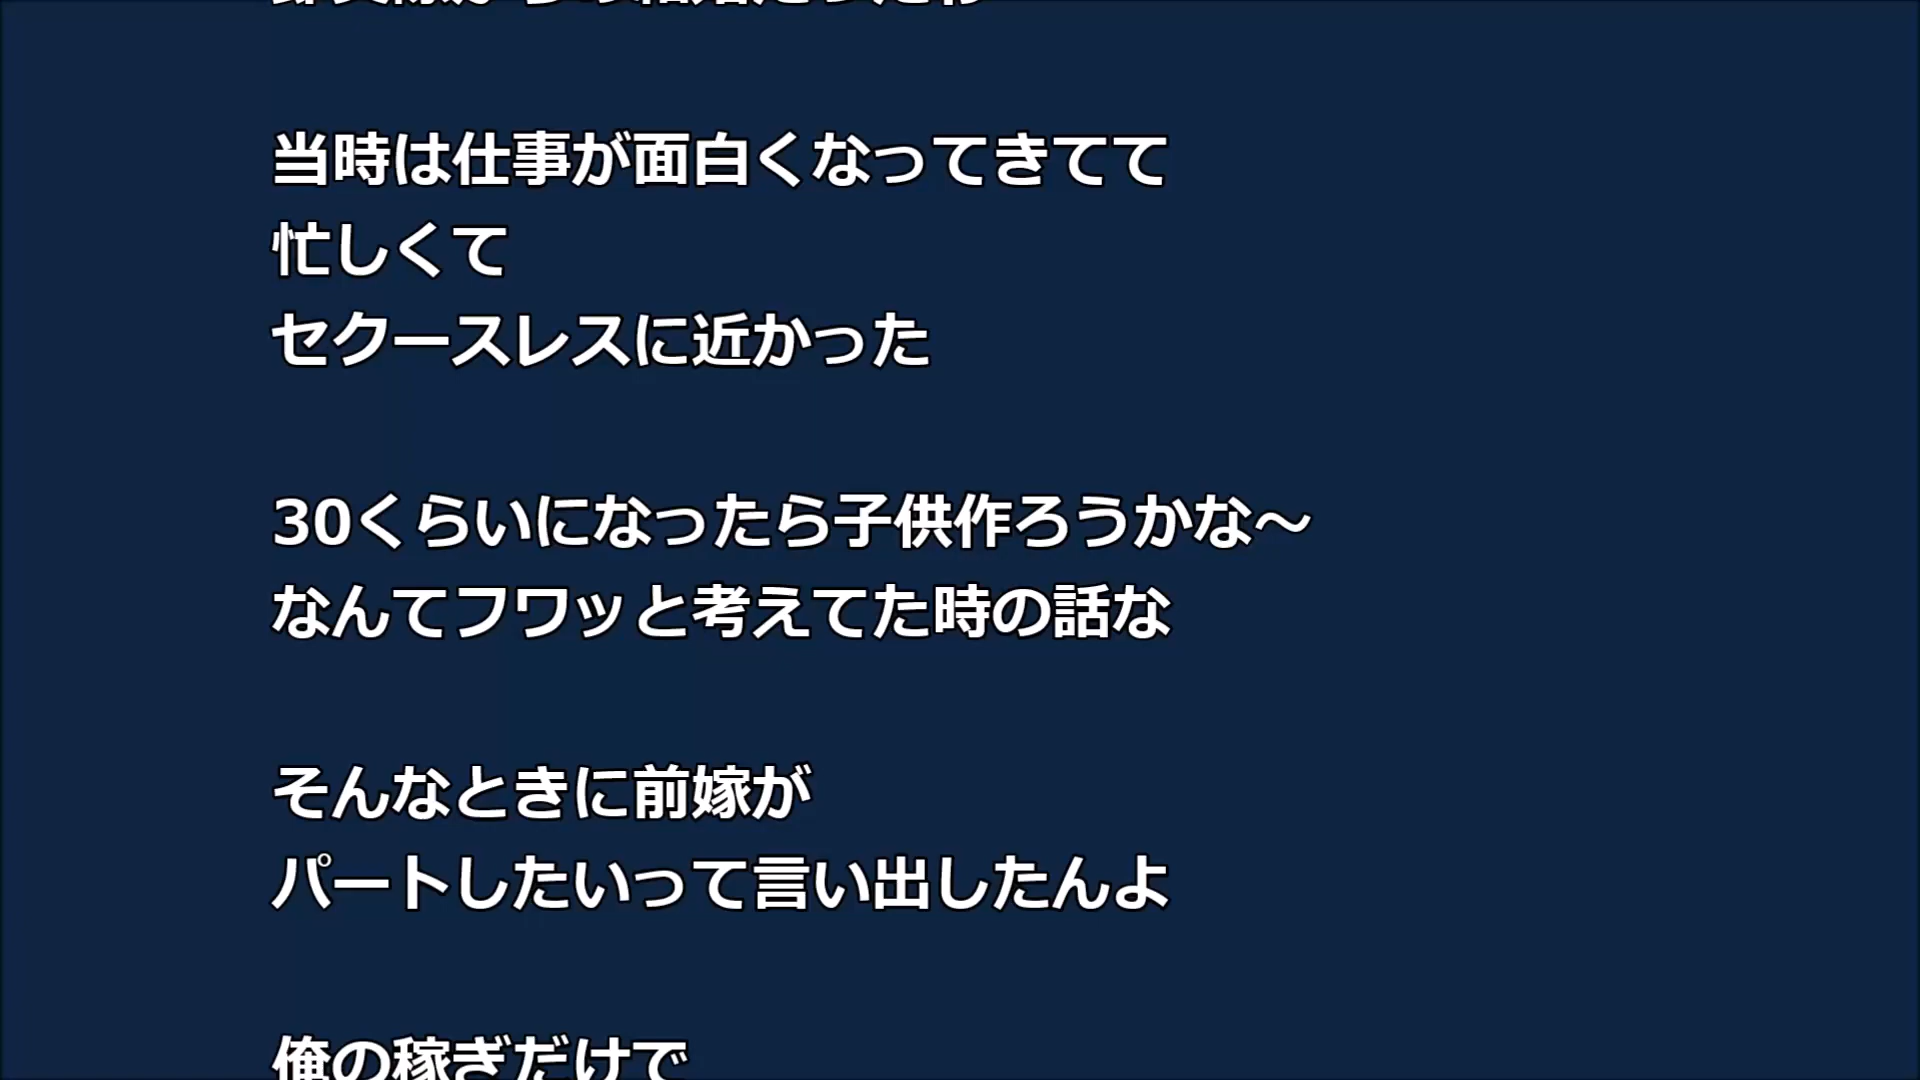 当時は仕事が面白くなってきてて
忙しくて
セクースレスに近かった
30くらいになったら子供作ろうかな～
なんてフワッと考えてた時の話な
そんなときに前嫁が
パートしたいって言い出したんよ
俺の稼ぎだけで